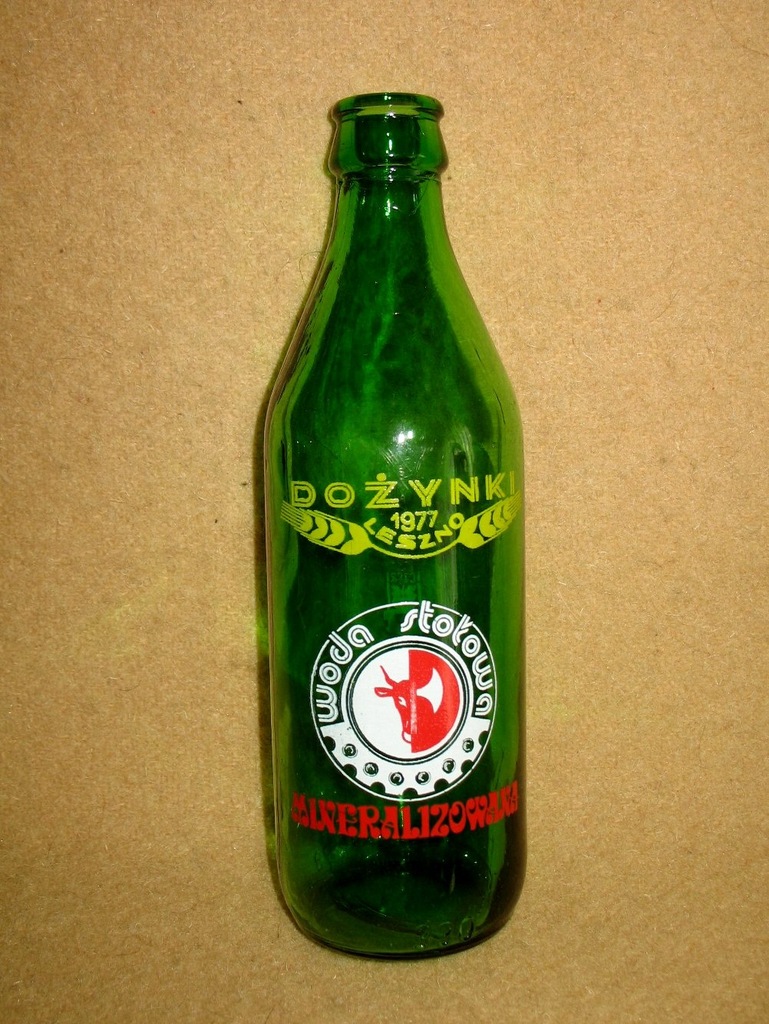 DOŻYNKI
1977
LESZNO
woda stołowa
MINERALIZOWANA